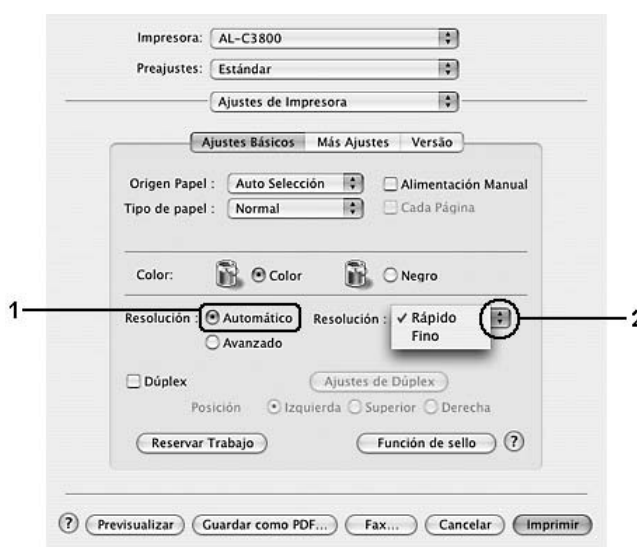 Impresora: AL-C3800
Preajustes: Estándar
Ajustes de Impresora
Ajustes Básicos Más Ajustes Versão
Origen Papel : Auto Selección Alimentación Manual
Tipo de papel : Normal Cada Página
Color: Color Negro
1 Resolución : Automático Resolución : ✓ Rápido 2
Avanzado Fino
Dúplex Ajustes de Dúplex
Posición Izquierda Superior Derecha
Reservar Trabajo Función de sello ?
? Previsualizar Guardar como PDF... Fax... Cancelar Imprimir